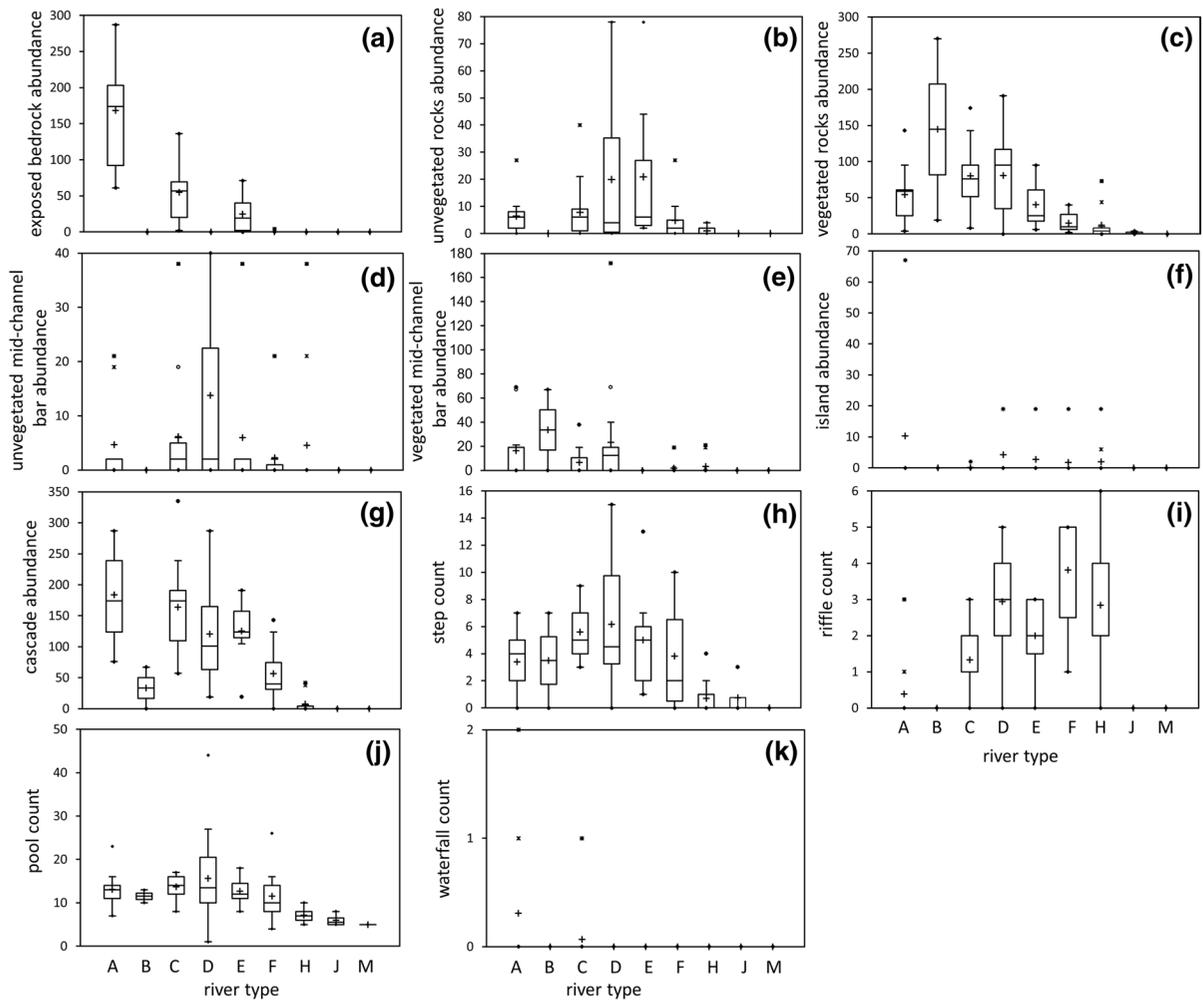 (a)
exposed bedrock abundance
300
250
200
150
100
50
0
(b)
unvegetated rocks abundance
80
70
60
50
40
30
20
10
0
(c)
vegetated rocks abundance
300
250
200
150
100
50
0
(d)
unvegetated mid-channel
bar abundance
40
30
20
10
0
(e)
vegetated mid-channel
bar abundance
180
160
140
120
100
80
60
40
20
0
(f)
island abundance
70
60
50
40
30
20
10
0
(g)
cascade abundance
350
300
250
200
150
100
50
0
(h)
step count
16
14
12
10
8
6
4
2
0
(i)
riffle count
6
5
4
3
2
1
0
A B C D E F H J M
river type
(j)
pool count
50
40
30
20
10
0
A B C D E F H J M
river type
(k)
waterfall count
2
1
0
A B C D E F H J M
river type